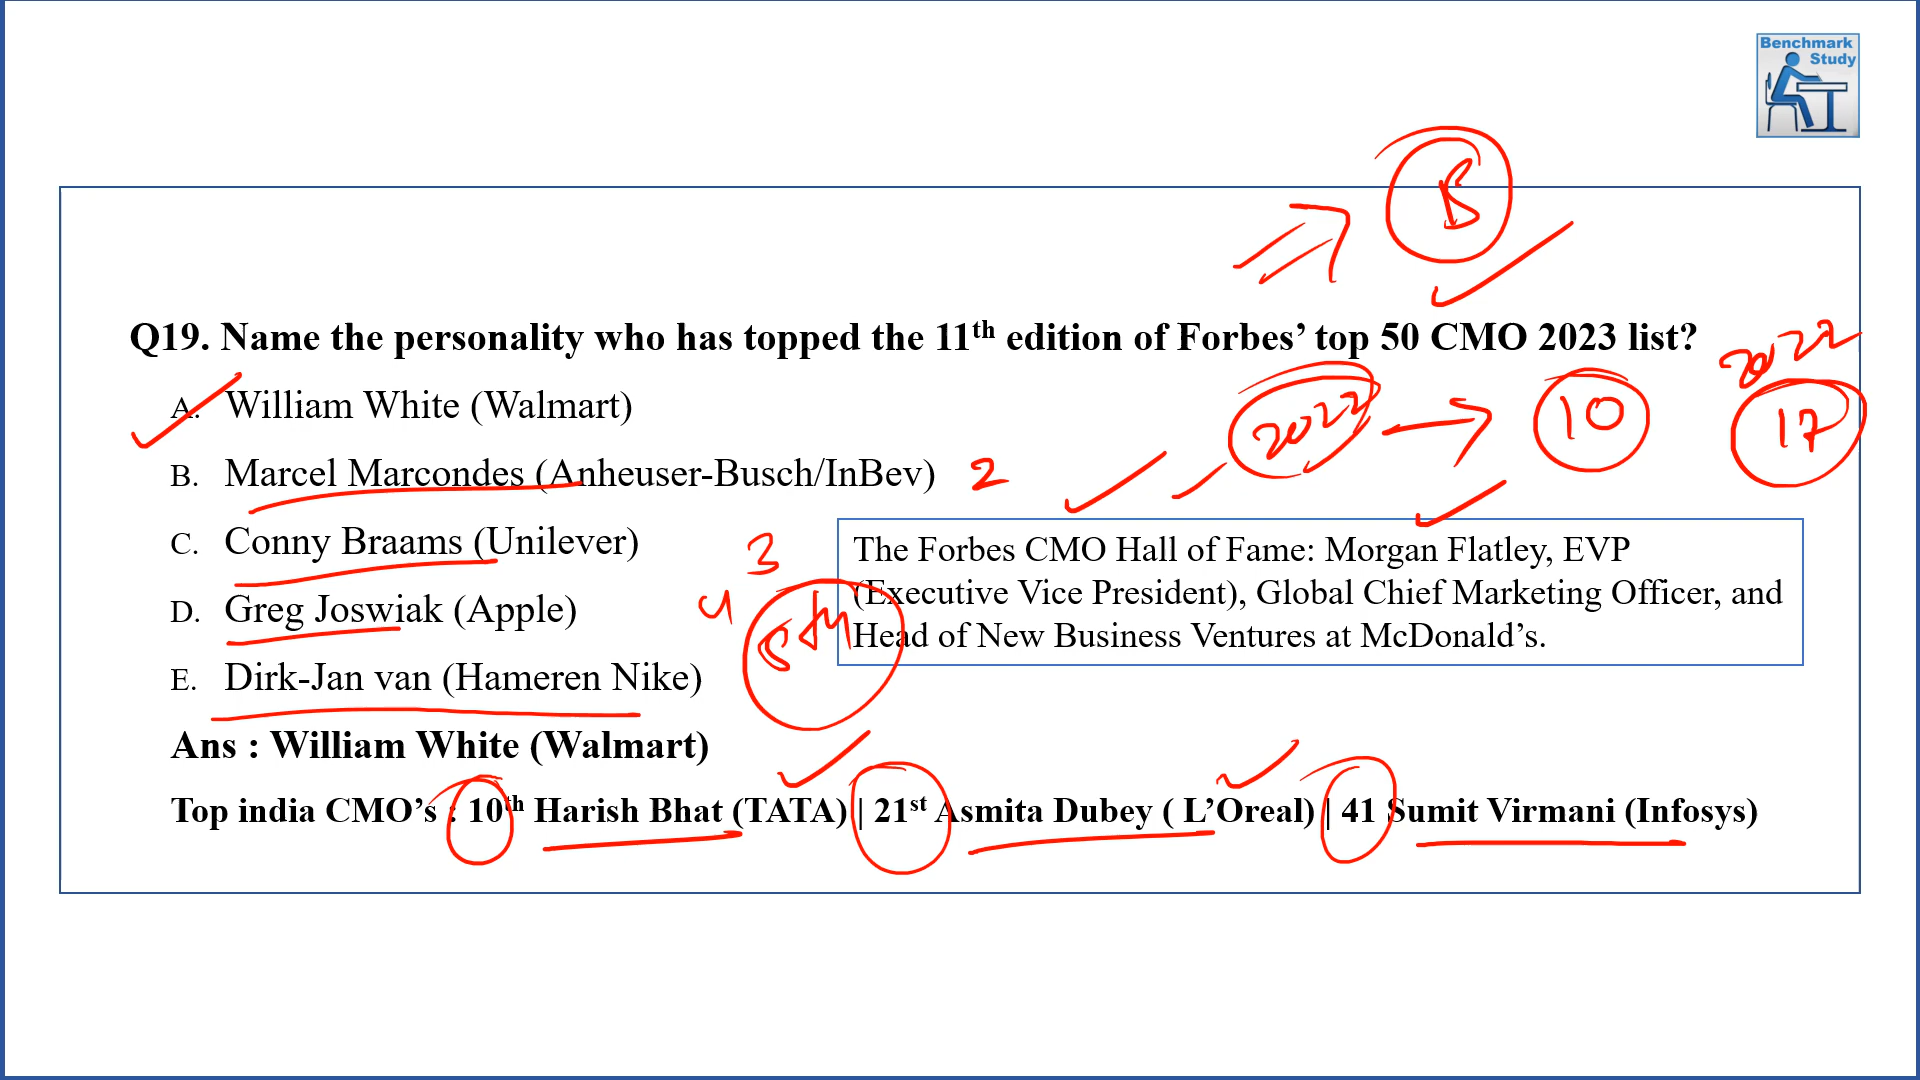 Benchmark
Study
B
Q19. Name the personality who has topped the 11th edition of Forbes’ top 50 CMO 2023 list?
2022
A. William White (Walmart)
2022
10
17
B. Marcel Marcondes (Anheuser-Busch/InBev)
2
C. Conny Braams (Unilever)
3
The Forbes CMO Hall of Fame: Morgan Flatley, EVP
(Executive Vice President), Global Chief Marketing Officer, and
Head of New Business Ventures at McDonald’s.
D. Greg Joswiak (Apple)
4
E. Dirk-Jan van (Hameren Nike)
Ans : William White (Walmart)
Top india CMO’s : 10th Harish Bhat (TATA) | 21st Asmita Dubey ( L’Oreal) | 41 Sumit Virmani (Infosys)